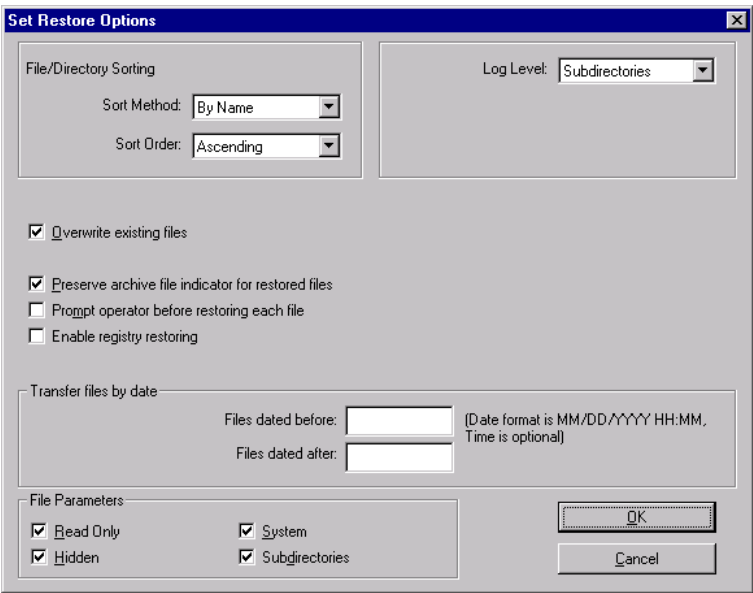 Set Restore Options
File/Directory Sorting
Sort Method: By Name
Sort Order: Ascending
Log Level: Subdirectories
Overwrite existing files
Preserve archive file indicator for restored files
Prompt operator before restoring each file
Enable registry restoring
Transfer files by date
Files dated before:
(Date format is MM/DD/YYYY HH:MM,
Time is optional)
Files dated after:
File Parameters
Read Only
System
Hidden
Subdirectories
OK
Cancel